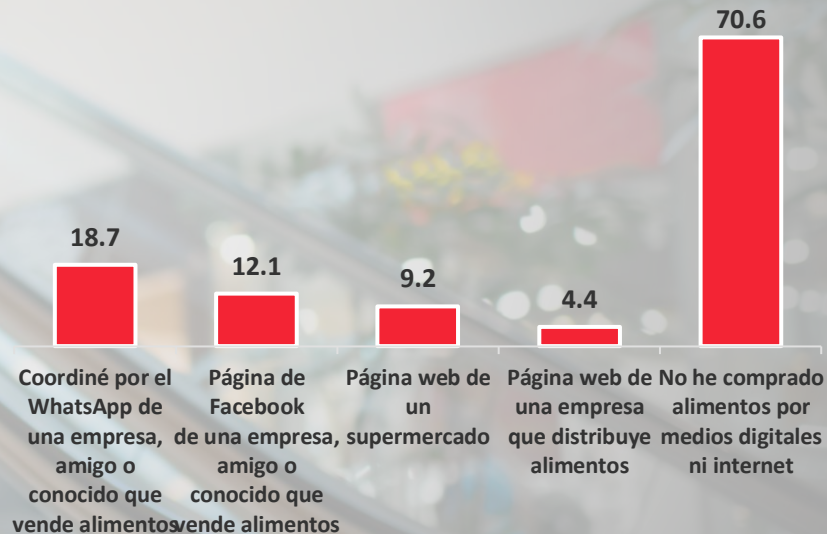 70.6
18.7
12.1
9.2
4.4
Coordiné por el
WhatsApp de
una empresa,
amigo o
conocido que
vende alimentos
Página de
Facebook
de una empresa,
amigo o
conocido que
vende alimentos
Página web de
un
supermercado
Página web de
una empresa
que distribuye
alimentos
No he comprado
alimentos por
medios digitales
ni internet